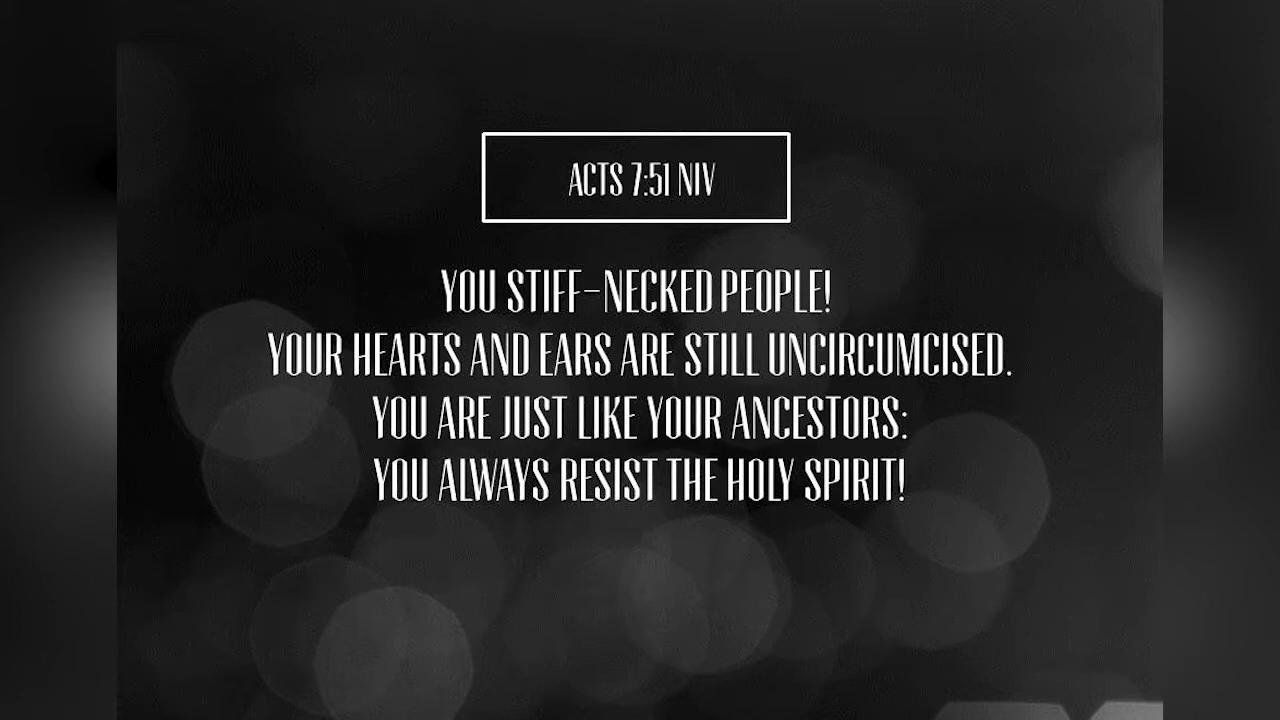 ACTS 7:51 NIV
YOU STIFF-NECKED PEOPLE!
YOUR HEARTS AND EARS ARE STILL UNCIRCUMCISED.
YOU ARE JUST LIKE YOUR ANCESTORS:
YOU ALWAYS RESIST THE HOLY SPIRIT!